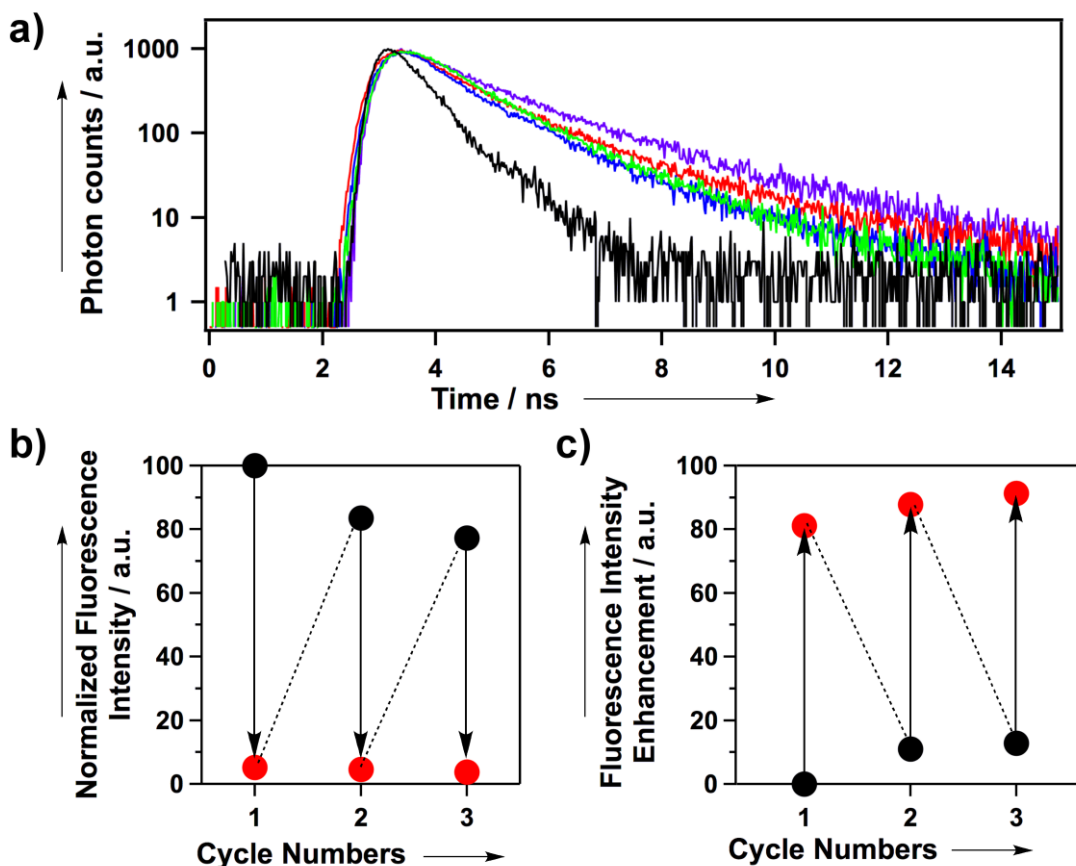 a)
Photon counts / a.u.
1000
100
10
1
0 2 4 6 8 10 12 14
Time / ns
b)
Normalized Fluorescence
Intensity / a.u.
100
80
60
40
20
0
1 2 3
Cycle Numbers
c)
Fluorescence Intensity
Enhancement / a.u.
100
80
60
40
20
0
1 2 3
Cycle Numbers